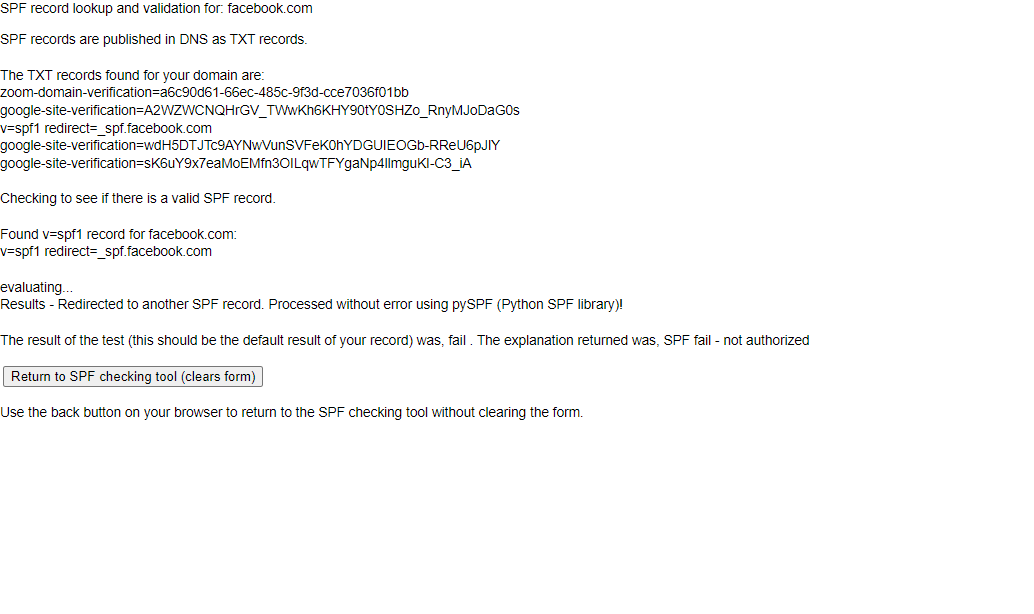 SPF record lookup and validation for: facebook.com
SPF records are published in DNS as TXT records.
The TXT records found for your domain are:
zoom-domain-verification=a6c90d61-66ec-485c-9f3d-cce7036f01bb
google-site-verification=A2WZWCNQHrGV_TWwKh6KHY90tY0SHZo_RnyMJoDaG0s
v=spf1 redirect=_spf.facebook.com
google-site-verification=wdH5DTJTc9AYNwVunSVFeK0hYDGUIEOGb-RReU6pJlY
google-site-verification=sK6uY9x7eaMoEMfn3OILqwTFYgaNp4llmguKI-C3_iA
Checking to see if there is a valid SPF record.
Found v=spf1 record for facebook.com:
v=spf1 redirect=_spf.facebook.com
evaluating...
Results - Redirected to another SPF record. Processed without error using pySPF (Python SPF library)!
The result of the test (this should be the default result of your record) was, fail . The explanation returned was, SPF fail - not authorized
Return to SPF checking tool (clears form)
Use the back button on your browser to return to the SPF checking tool without clearing the form.